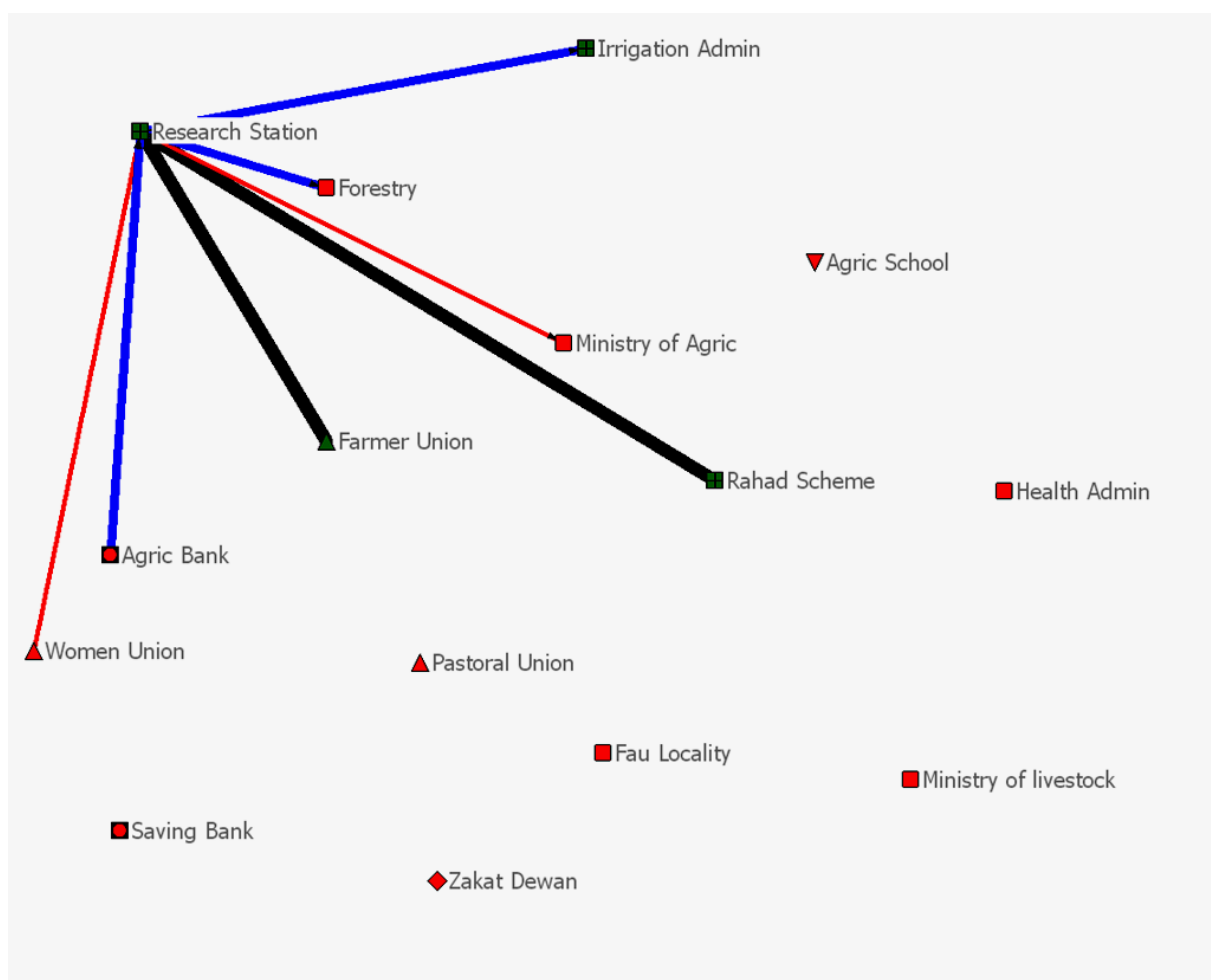 Irrigation Admin
Research Station
Forestry
Agric School
Ministry of Agric
Farmer Union
Rahad Scheme
Health Admin
Agric Bank
Women Union
Pastoral Union
Fau Locality
Ministry of livestock
Saving Bank
Zakat Dewan